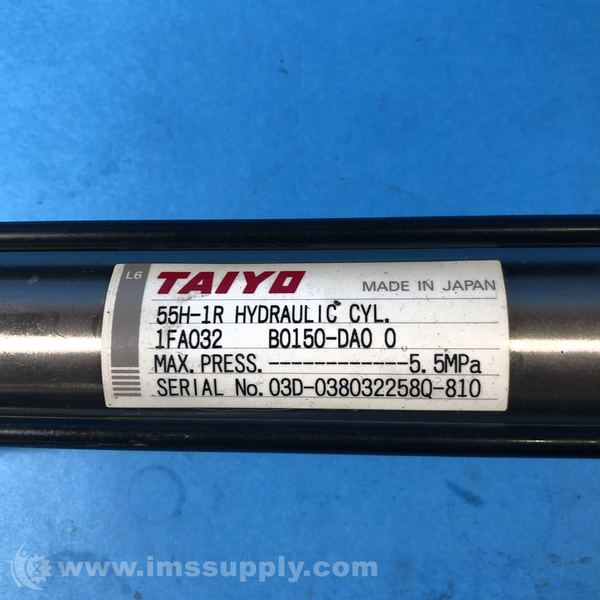 L6
TAIYO MADE IN JAPAN
55H-1R HYDRAULIC CYL.
1FA032 B0150-DA0 0
MAX.PRESS.------------5.5MPa
SERIAL No.03D-038032258Q-810
www.imssupply.com